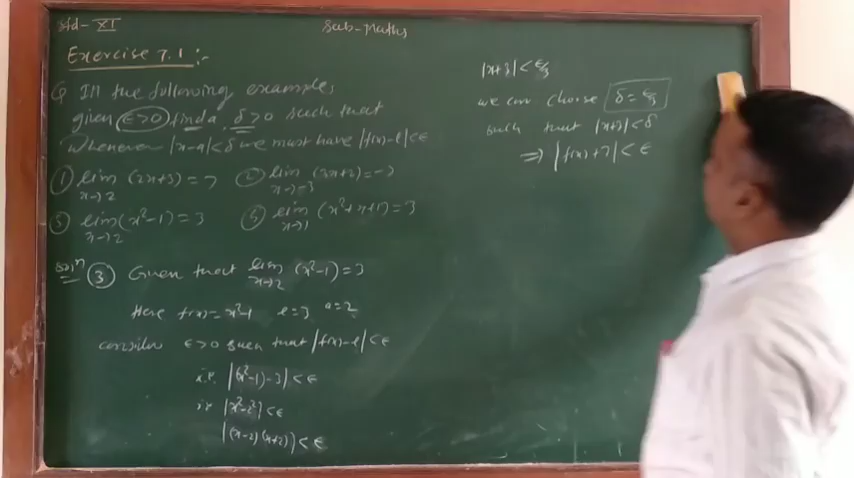 Std- XI
Sub- Maths
Exercise 7.1 :-
Q In the following examples
given ε>0 find a δ>0 such that
Whenever |x-a|<δ we must have |f(x)-l|<ε
① lim x→2 (2x+3)=7 ② lim x→-3 (3x+2)=-7
③ lim x→2 (x²-1)=3 ④ lim x→1 (x²+x+1)=3
Solⁿ ③ Given that lim x→2 (x²-1)=3
Here f(x)=x²-1 l=3 a=2
consider ε>0 such that |f(x)-l|<ε
i.e. |(x²-1)-3|<ε
ie |x²-2²|<ε
|(x-2)(x+2)|<ε
|x+3|<ε/3
we can choose δ=ε/3
such that |x+3|<δ
⇒ |f(x)+7|<ε